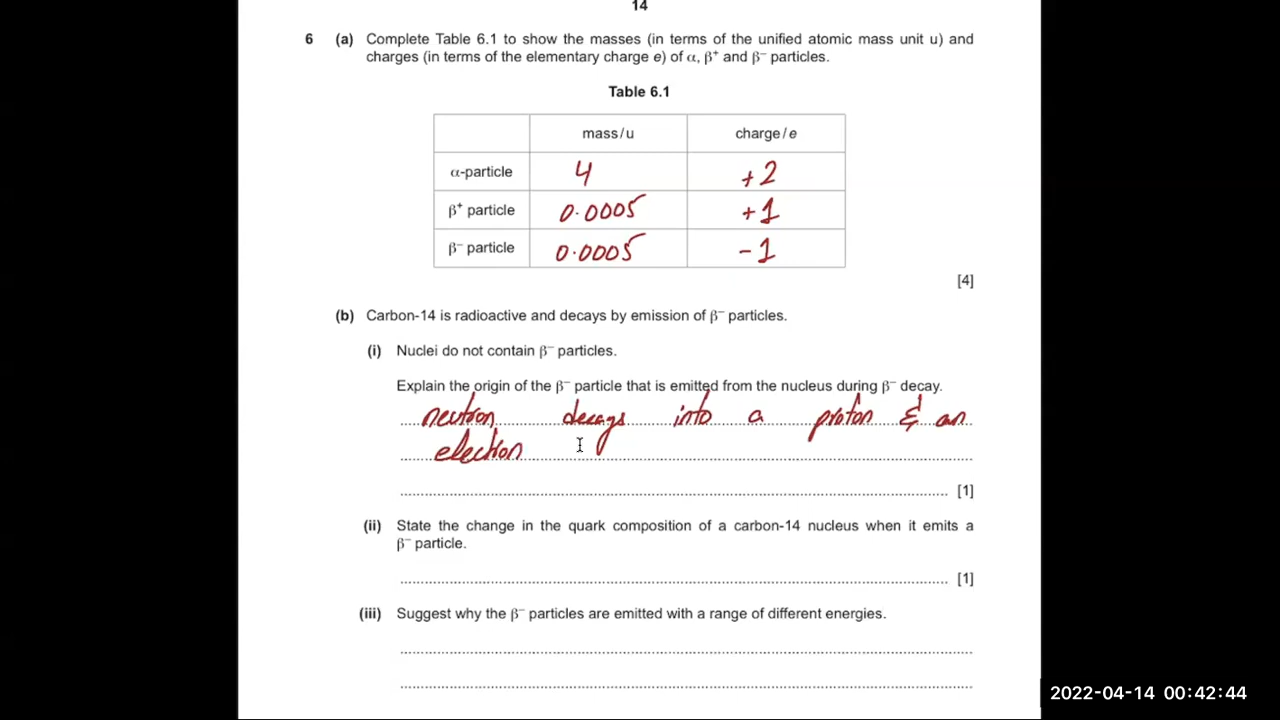 14
6 (a) Complete Table 6.1 to show the masses (in terms of the unified atomic mass unit u) and
charges (in terms of the elementary charge e) of α, β⁺ and β⁻ particles.
Table 6.1
mass/u charge/e
α-particle 4 +2
β⁺ particle 0.0005 +1
β⁻ particle 0.0005 -1
[4]
(b) Carbon-14 is radioactive and decays by emission of β⁻ particles.
(i) Nuclei do not contain β⁻ particles.
Explain the origin of the β⁻ particle that is emitted from the nucleus during β⁻ decay.
neutron decays into a proton & an
electron
[1]
(ii) State the change in the quark composition of a carbon-14 nucleus when it emits a
β⁻ particle.
[1]
(iii) Suggest why the β⁻ particles are emitted with a range of different energies.
2022-04-14 00:42:44